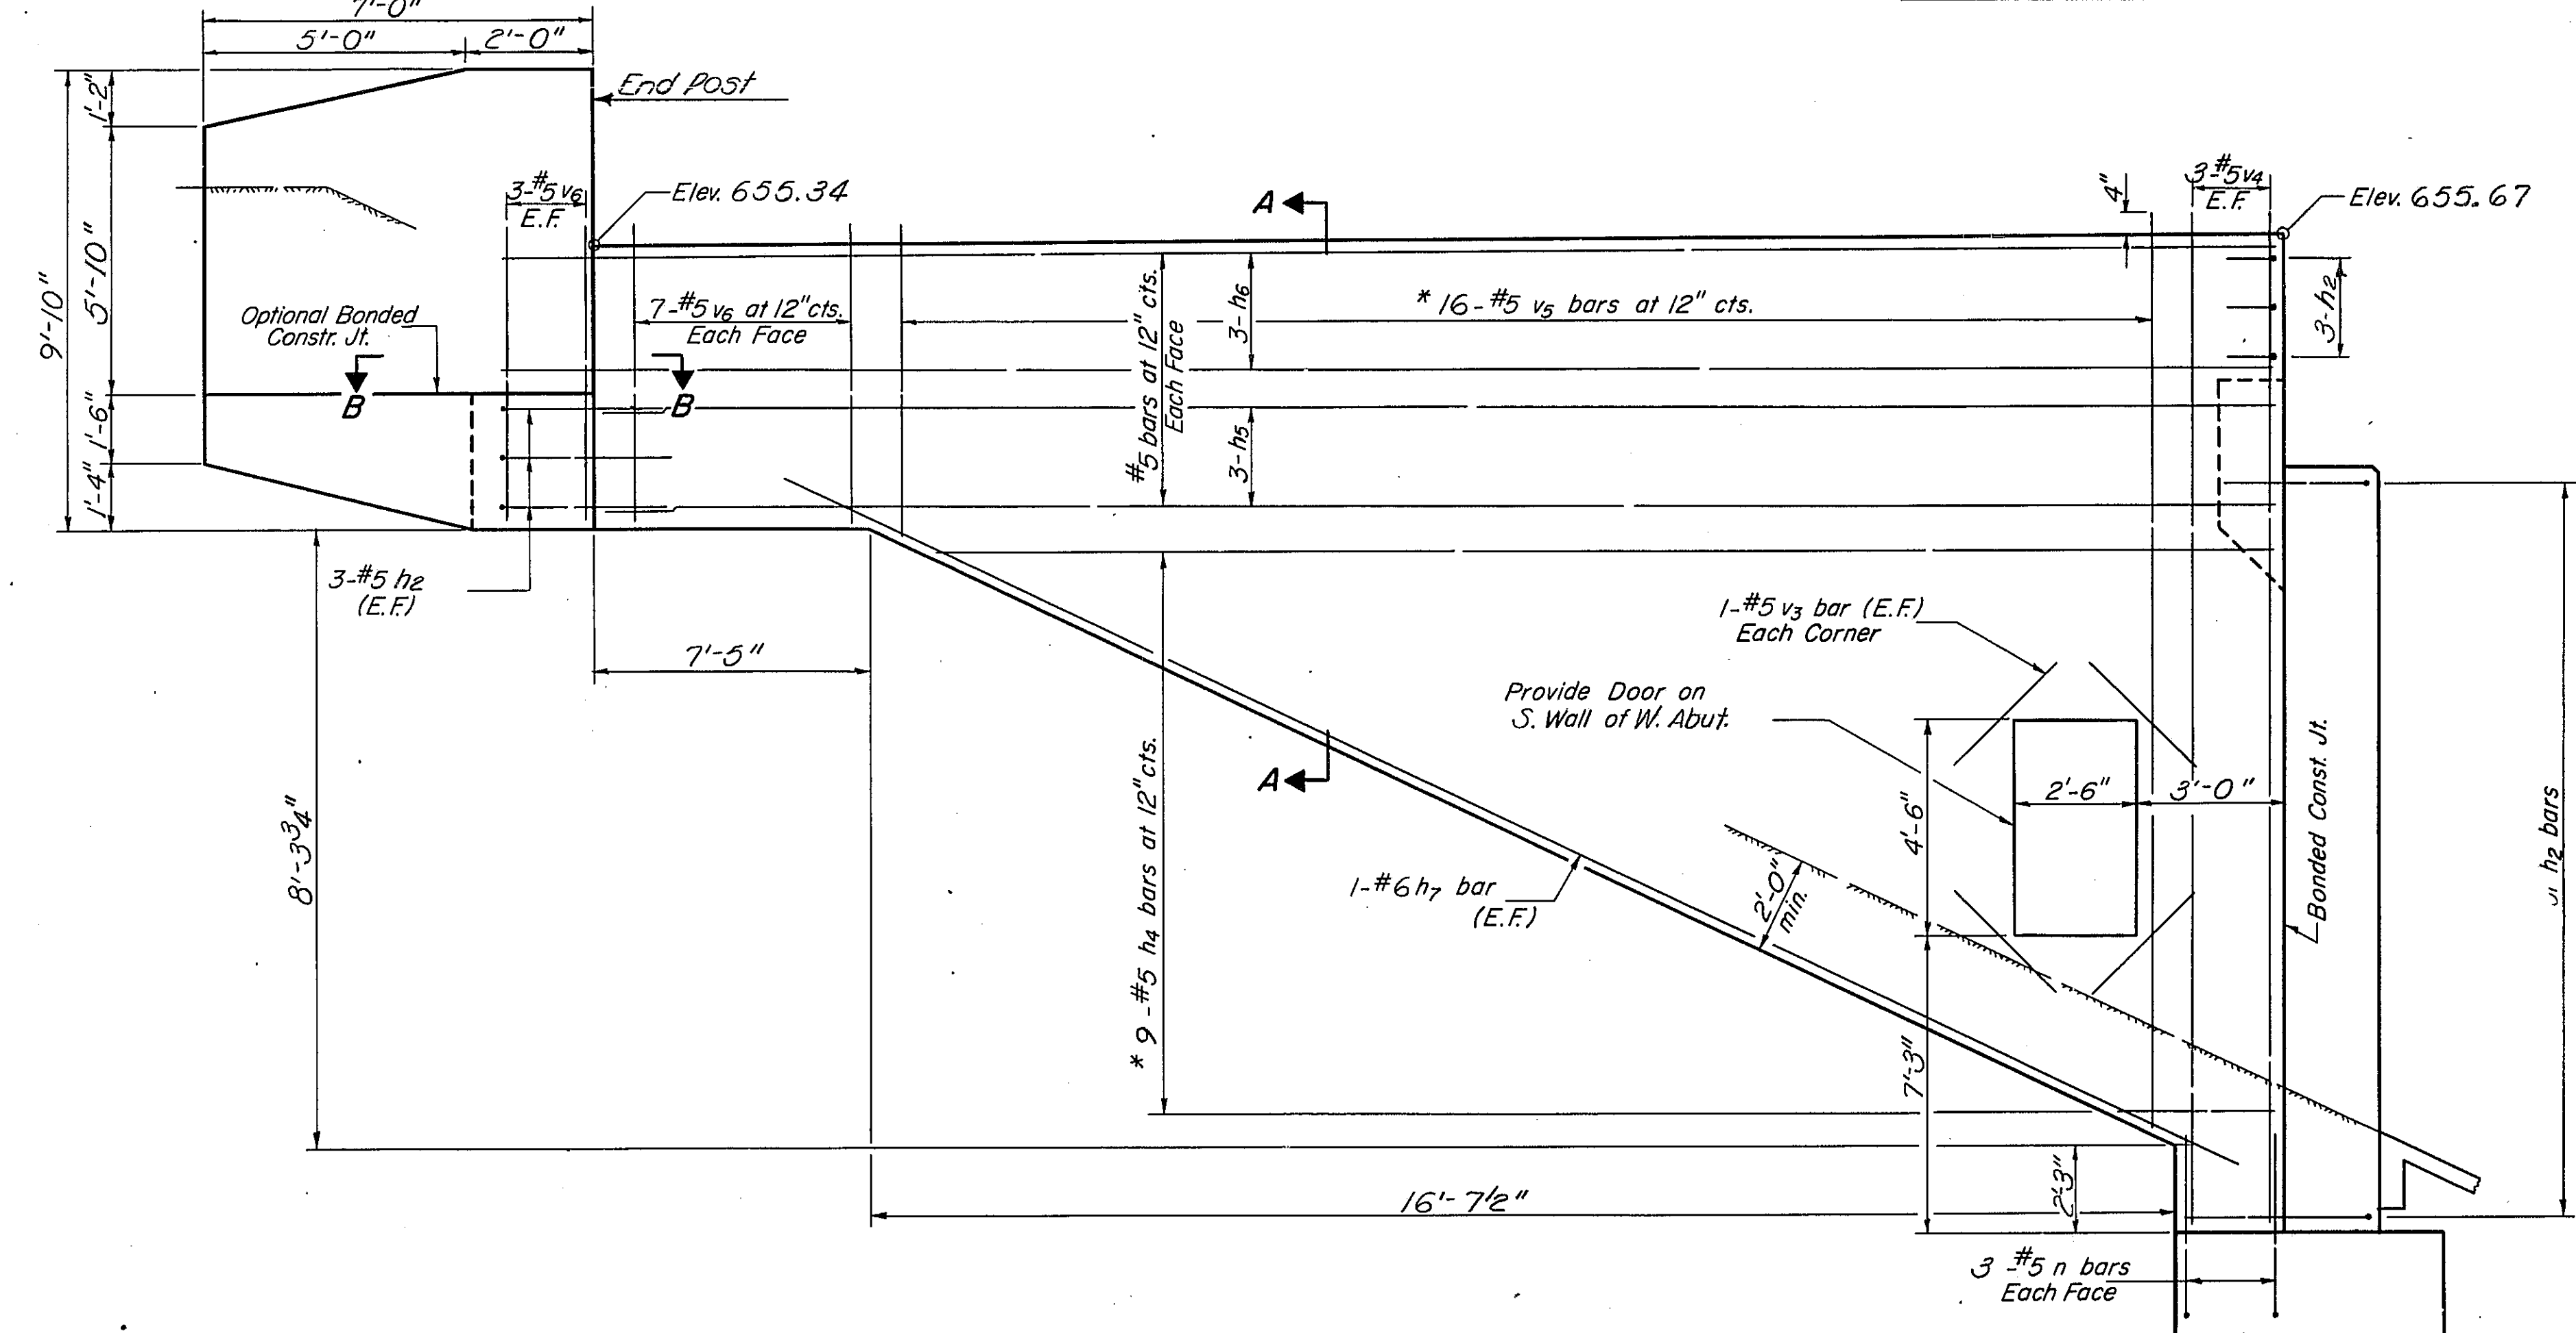 7'-0"
5'-0"
2'-0"
End Post
1'-2"
5'-10"
9'-10"
1'-6"
1'-4"
3-#5 v6
E.F.
Elev. 655.34
A
4"
3-#5 v4
E.F.
Elev. 655.67
Optional Bonded
Constr. Jt.
7-#5 v6 at 12" cts.
Each Face
#5 bars at 12" cts.
Each Face
3-h6
* 16-#5 v5 bars at 12" cts.
3-h2
B
B
3-h5
3-#5 h2
(E.F.)
7'-5"
8'-3 3/4"
1-#5 v3 bar (E.F.)
Each Corner
Provide Door on
S. Wall of W. Abut.
A
* 9-#5 h4 bars at 12" cts.
4'-6"
2'-6"
3'-0"
Bonded Const. Jt.
h2 bars
1-#6 h7 bar
(E.F.)
2'-0"
min.
7'-3"
2'-3"
16'-7 1/2"
3-#5 n bars
Each Face